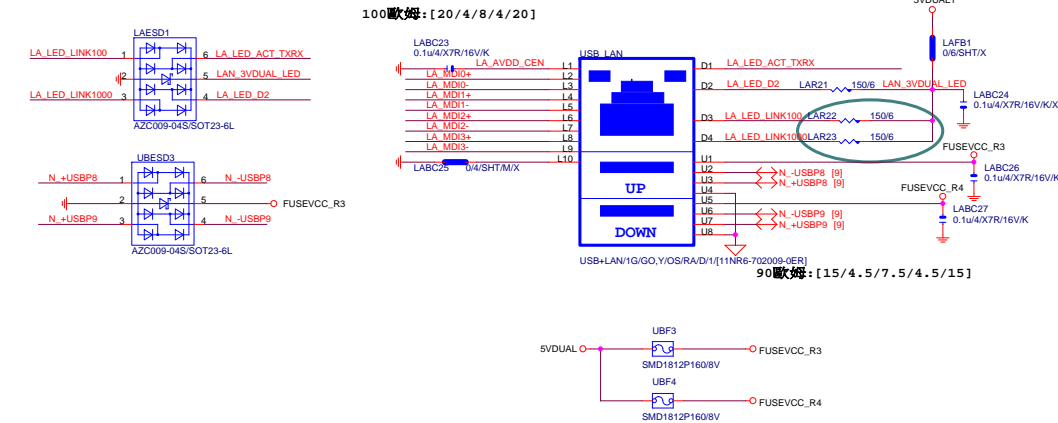 100歐姆:[20/4/8/4/20]
3VDUAL1
LAESD1
LA_LED_LINK100 1 6 LA_LED_ACT_TXRX
2 5 LAN_3VDUAL_LED
LA_LED_LINK1000 3 4 LA_LED_D2
AZC009-04S/SOT23-6L
UBESD3
N_+USBP8 1 6 N_-USBP8
2 5 FUSEVCC_R3
N_+USBP9 3 4 N_-USBP9
AZC009-04S/SOT23-6L
LABC23
0.1u/4/X7R/16V/K
USB_LAN
LA_AVDD_CEN L1
LA_MDI0+ L2
LA_MDI0- L3
LA_MDI1+ L4
LA_MDI1- L5
LA_MDI2+ L6
LA_MDI2- L7
LA_MDI3+ L8
LA_MDI3- L9
L10
LABC25 0/4/SHT/M/X
UP
DOWN
D1 LA_LED_ACT_TXRX
D2 LA_LED_D2 LAR21 150/6 LAN_3VDUAL_LED
D3 LA_LED_LINK100 LAR22 150/6
D4 LA_LED_LINK1000 LAR23 150/6
U1
U2 N_-USBP8 [9]
U3 N_+USBP8 [9]
U4
U5
U6 N_-USBP9 [9]
U7 N_+USBP9 [9]
U8
USB+LAN/1G/GO,Y/OS/RA/D/1/[11NR6-702009-0ER]
90歐姆:[15/4.5/7.5/4.5/15]
LAFB1
0/6/SHT/X
LABC24
0.1u/4/X7R/16V/K/X
FUSEVCC_R3
LABC26
0.1u/4/X7R/16V/K
FUSEVCC_R4
LABC27
0.1u/4/X7R/16V/K
UBF3
5VDUAL FUSEVCC_R3
SMD1812P160/8V
UBF4
FUSEVCC_R4
SMD1812P160/8V